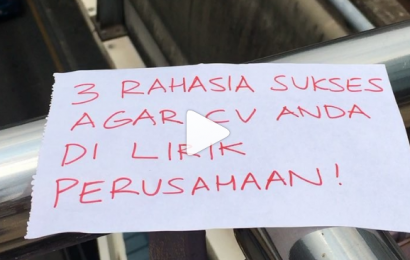 3 RAHASIA SUKSES
AGAR CV ANDA
DI LIRIK
PERUSAHAAN!